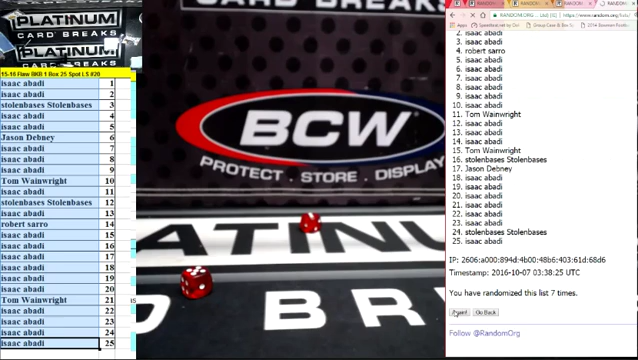 PLATINUM
CARD BREAKS
PLATINUM
CARD BREAKS
15-16 Flaw BKB 1 Box 25 Spot LS #20
isaac abadi 1
isaac abadi 2
stolenbases Stolenbases 3
isaac abadi 4
isaac abadi 5
Jason Debney 6
isaac abadi 7
isaac abadi 8
isaac abadi 9
Tom Wainwright 10
isaac abadi 11
stolenbases Stolenbases 12
isaac abadi 13
robert sarro 14
isaac abadi 15
isaac abadi 16
isaac abadi 17
isaac abadi 18
isaac abadi 19
isaac abadi 20
Tom Wainwright 21
isaac abadi 22
isaac abadi 23
isaac abadi 24
isaac abadi 25
CARD BREAKS
BCW
PROTECT . STORE . DISPLAY
ATINUM
D BR
2. isaac abadi
3. isaac abadi
4. robert sarro
5. isaac abadi
6. isaac abadi
7. isaac abadi
8. isaac abadi
9. isaac abadi
10. isaac abadi
11. Tom Wainwright
12. isaac abadi
13. isaac abadi
14. isaac abadi
15. Tom Wainwright
16. stolenbases Stolenbases
17. Jason Debney
18. isaac abadi
19. isaac abadi
20. isaac abadi
21. isaac abadi
22. isaac abadi
23. isaac abadi
24. stolenbases Stolenbases
25. isaac abadi
IP: 2606:a000:894d:4b00:48b6:403:61d:68d6
Timestamp: 2016-10-07 03:38:25 UTC
You have randomized this list 7 times.
Again! Go Back
Follow @RandomOrg